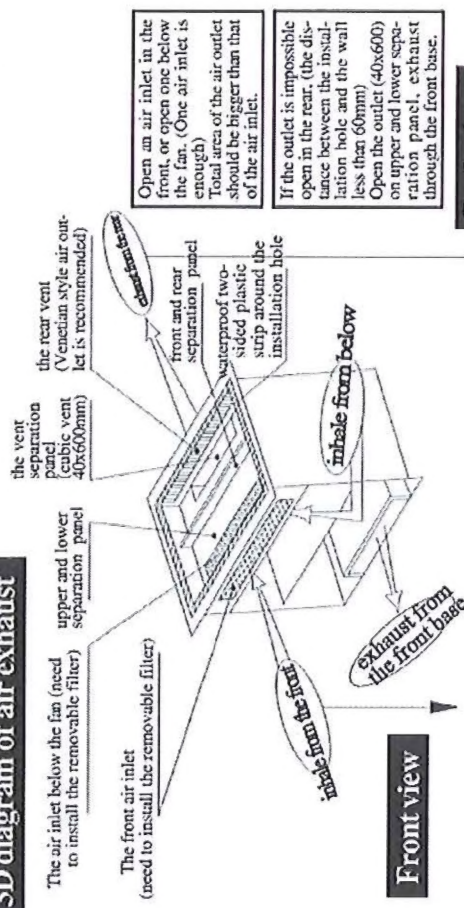 3D diagram of air exhaust
The air inlet below the fan (need
to install the removable filter)
The front air inlet
(need to install the removable filter)
upper and lower
separation panel
the vent
separation
panel
(cubic vent
40x600mm)
the rear vent
(Venetian style air out-
let is recommended)
exhaust from the rear
front and rear
separation panel
waterproof two-
sided plastic
strip around the
installation hole
inhale from below
inhale from the front
exhaust from
the front base
Front view
Open an air inlet in the
front, or open one below
the fan. (One air inlet is
enough)
Total area of the air outlet
should be bigger than that
of the air inlet.
If the outlet is impossible
open in the rear, (the dis-
tance between the instal-
lation hole and the wall
less than 60mm)
Open the outlet (40x600)
on upper and lower sepa-
ration panel, exhaust
through the front base.